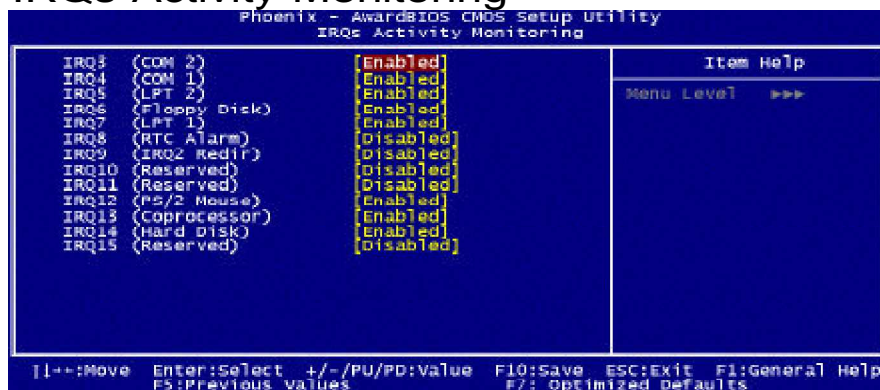 IRQs Activity Monitoring
Phoenix - AwardBIOS CMOS Setup Utility
IRQs Activity Monitoring
IRQ3 (COM 2) [Enabled]
IRQ4 (COM 1) [Enabled]
IRQ5 (LPT 2) [Enabled]
IRQ6 (Floppy Disk) [Enabled]
IRQ7 (LPT 1) [Enabled]
IRQ8 (RTC Alarm) [Disabled]
IRQ9 (IRQ2 Redir) [Disabled]
IRQ10 (Reserved) [Disabled]
IRQ11 (Reserved) [Disabled]
IRQ12 (PS/2 Mouse) [Enabled]
IRQ13 (Coprocessor) [Enabled]
IRQ14 (Hard Disk) [Enabled]
IRQ15 (Reserved) [Disabled]
Item Help
Menu Level ►►►
↑↓→←:Move Enter:Select +/-/PU/PD:Value F10:Save ESC:Exit F1:General Help
F5:Previous Values F7: Optimized Defaults